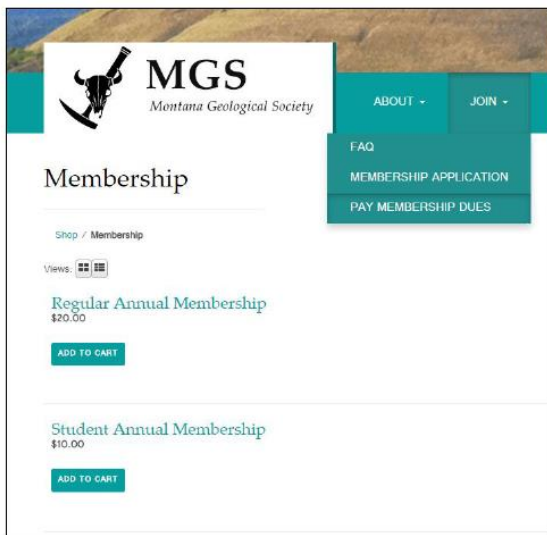 MGS
Montana Geological Society
ABOUT
JOIN
FAQ
MEMBERSHIP APPLICATION
PAY MEMBERSHIP DUES
Membership
Shop / Membership
Views:
Regular Annual Membership
$20.00
ADD TO CART
Student Annual Membership
$10.00
ADD TO CART